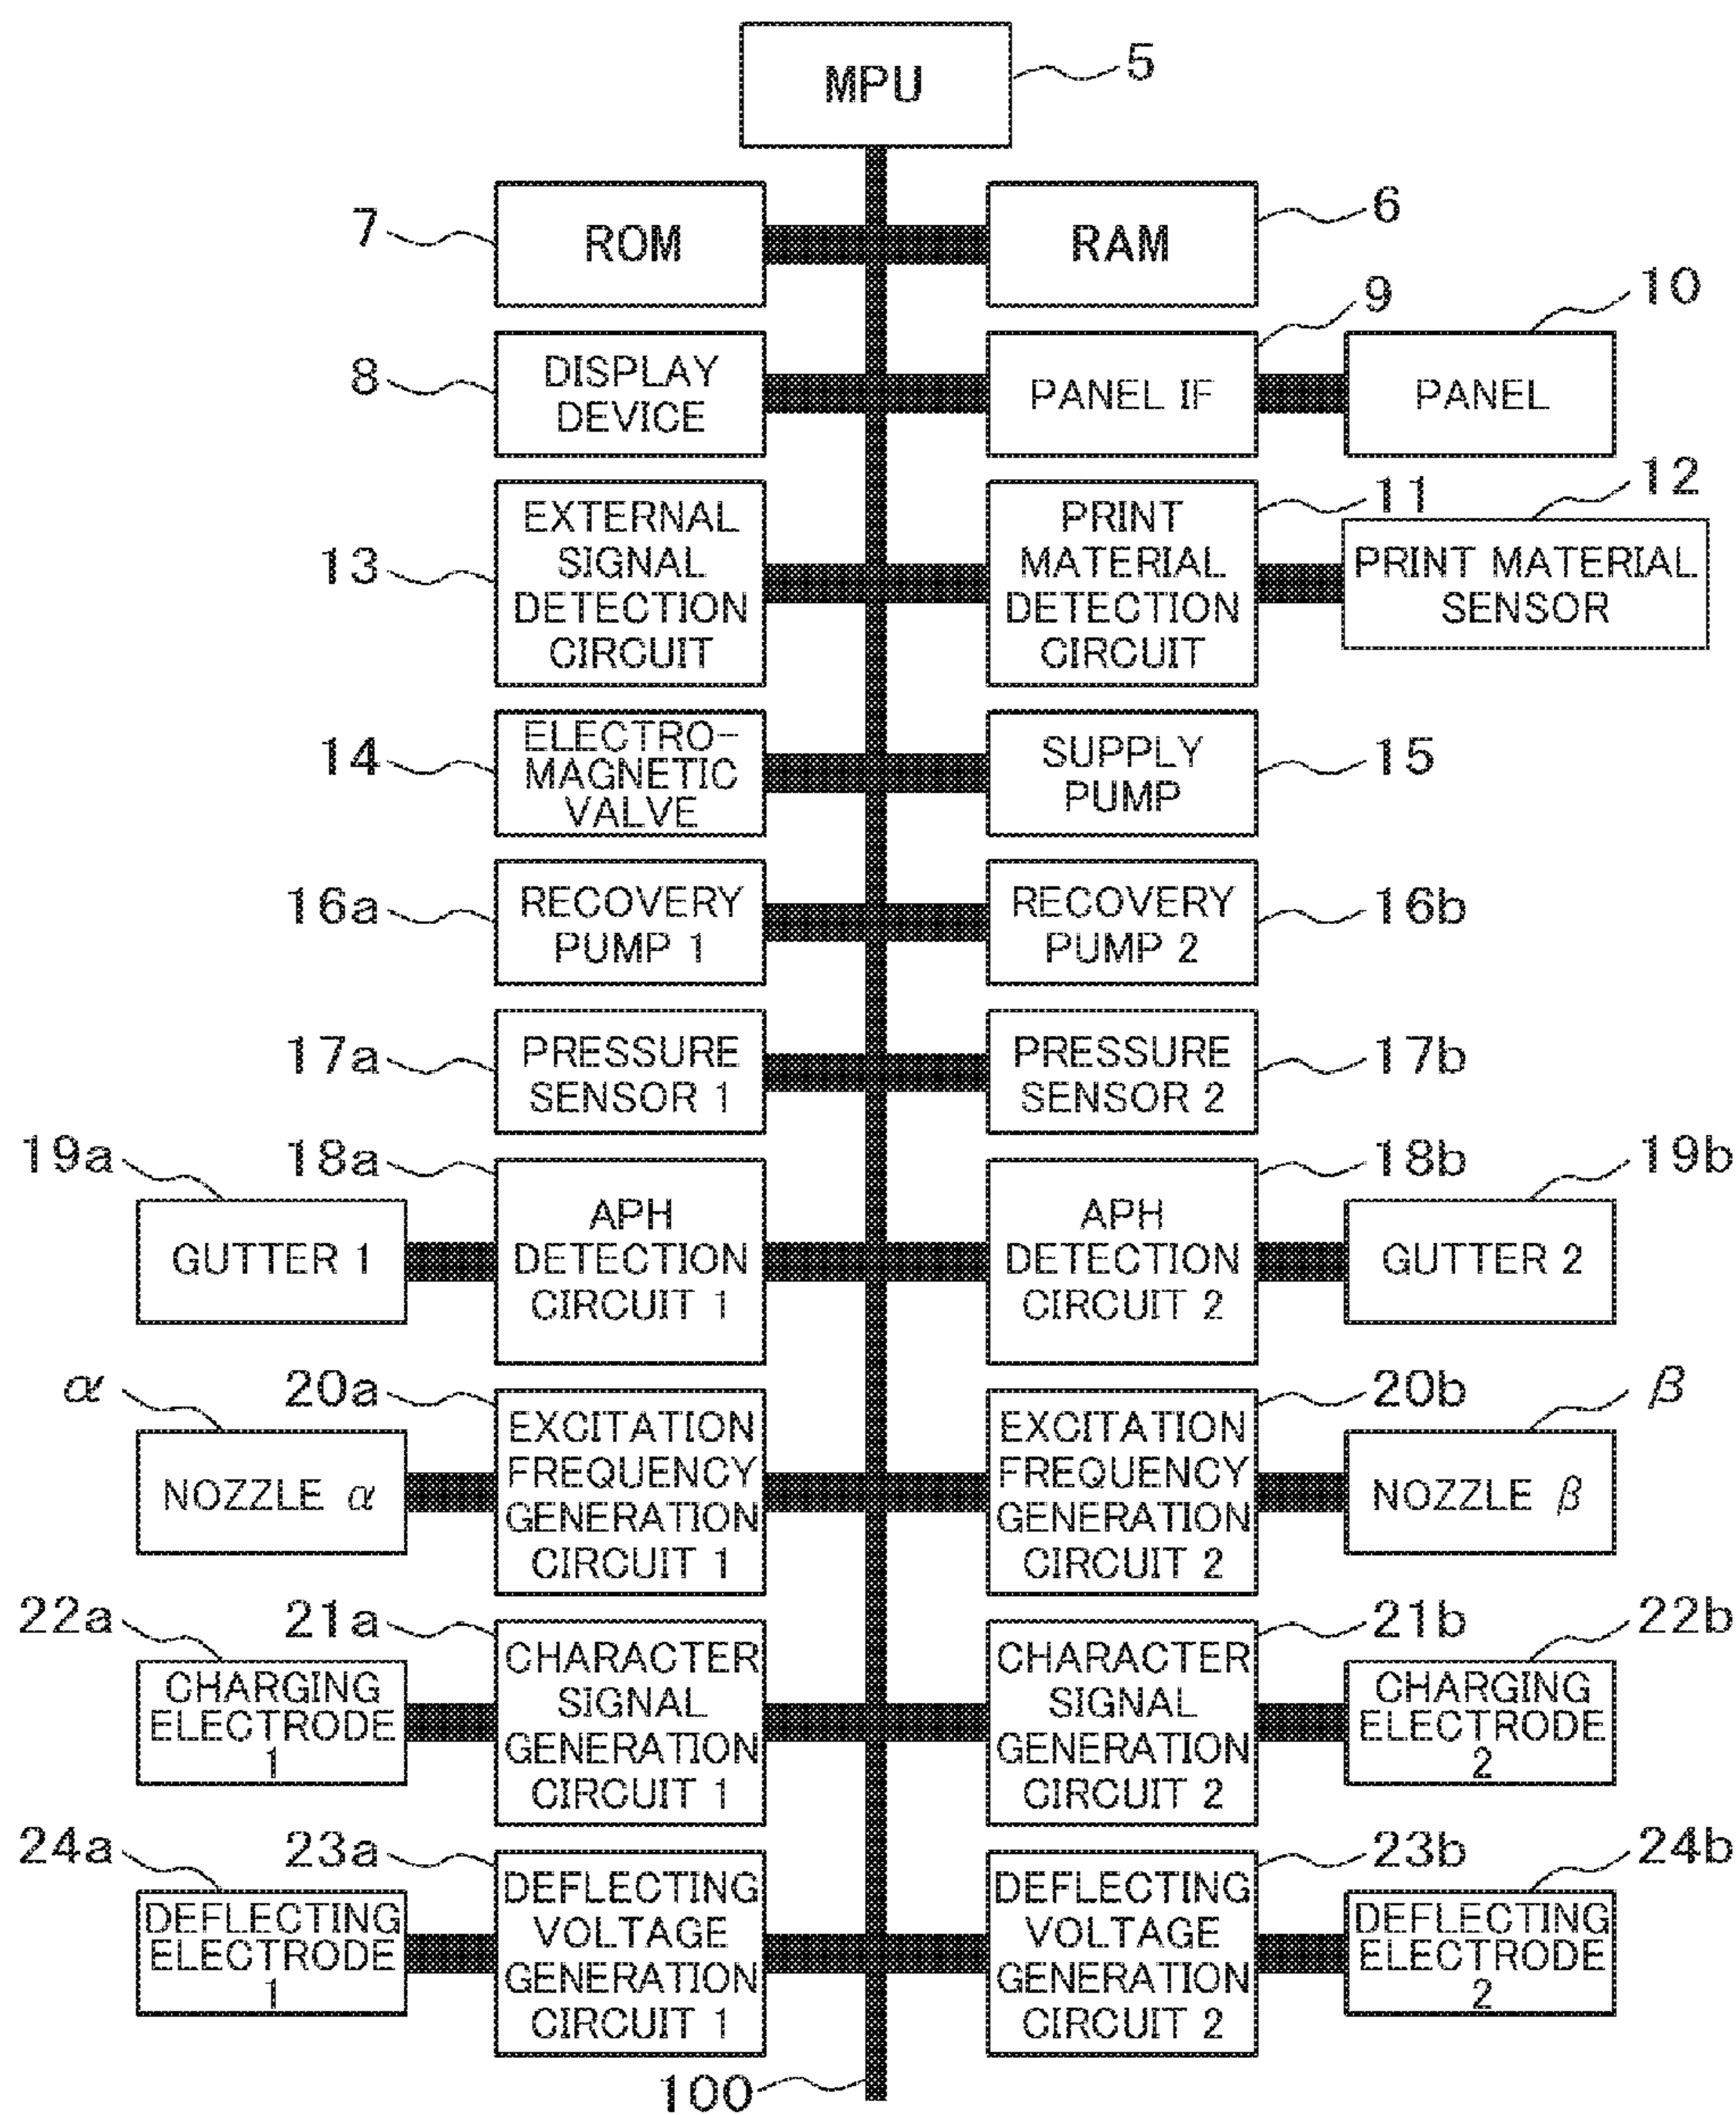 MPU
5
7
ROM
RAM
6
8
DISPLAY
DEVICE
PANEL IF
9
PANEL
10
13
EXTERNAL
SIGNAL
DETECTION
CIRCUIT
PRINT
MATERIAL
DETECTION
CIRCUIT
11
PRINT MATERIAL
SENSOR
12
14
ELECTRO-
MAGNETIC
VALVE
SUPPLY
PUMP
15
16a
RECOVERY
PUMP 1
RECOVERY
PUMP 2
16b
17a
PRESSURE
SENSOR 1
PRESSURE
SENSOR 2
17b
19a
GUTTER 1
18a
APH
DETECTION
CIRCUIT 1
APH
DETECTION
CIRCUIT 2
18b
GUTTER 2
19b
α
NOZZLE α
20a
EXCITATION
FREQUENCY
GENERATION
CIRCUIT 1
EXCITATION
FREQUENCY
GENERATION
CIRCUIT 2
20b
NOZZLE β
β
22a
CHARGING
ELECTRODE
1
21a
CHARACTER
SIGNAL
GENERATION
CIRCUIT 1
CHARACTER
SIGNAL
GENERATION
CIRCUIT 2
21b
CHARGING
ELECTRODE
2
22b
24a
DEFLECTING
ELECTRODE
1
23a
DEFLECTING
VOLTAGE
GENERATION
CIRCUIT 1
DEFLECTING
VOLTAGE
GENERATION
CIRCUIT 2
23b
DEFLECTING
ELECTRODE
2
24b
100